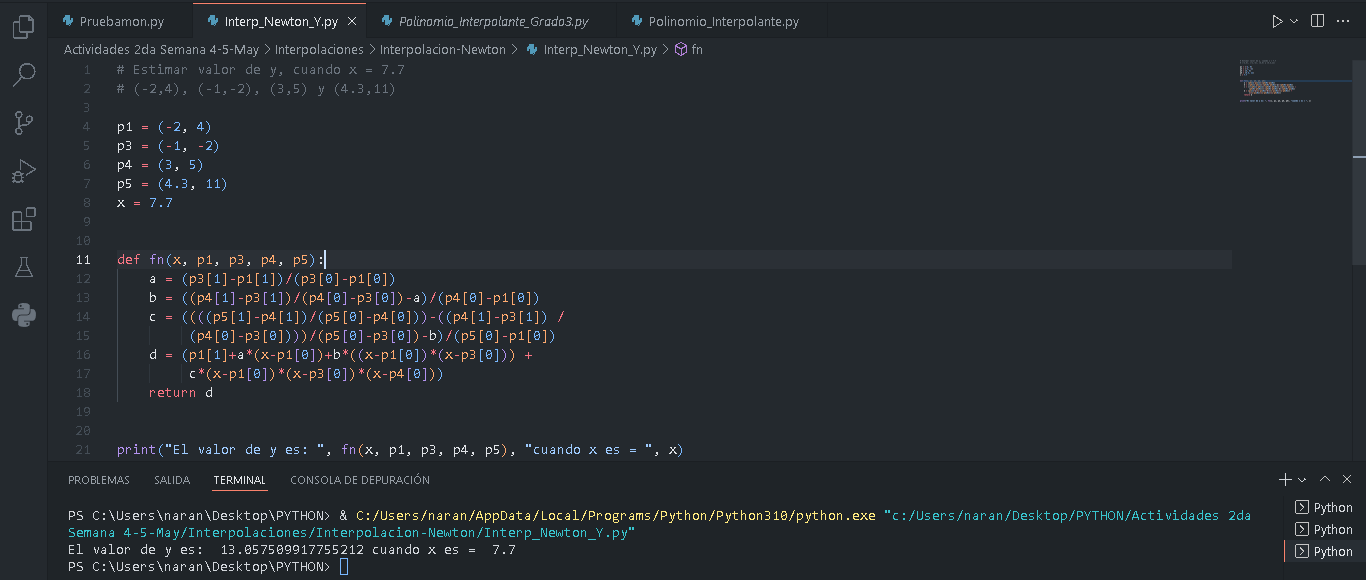 Pruebamon.py Interp_Newton_Y.py Polinomio_Interpolante_Grado3.py Polinomio_Interpolante.py
Actividades 2da Semana 4-5-May > Interpolaciones > Interpolacion-Newton > Interp_Newton_Y.py > fn
1 # Estimar valor de y, cuando x = 7.7
2 # (-2,4), (-1,-2), (3,5) y (4.3,11)
3
4 p1 = (-2, 4)
5 p3 = (-1, -2)
6 p4 = (3, 5)
7 p5 = (4.3, 11)
8 x = 7.7
9
10
11 def fn(x, p1, p3, p4, p5):
12 a = (p3[1]-p1[1])/(p3[0]-p1[0])
13 b = ((p4[1]-p3[1])/(p4[0]-p3[0])-a)/(p4[0]-p1[0])
14 c = ((((p5[1]-p4[1])/(p5[0]-p4[0]))-((p4[1]-p3[1]) /
15 (p4[0]-p3[0])))/(p5[0]-p3[0])-b)/(p5[0]-p1[0])
16 d = (p1[1]+a*(x-p1[0])+b*((x-p1[0])*(x-p3[0])) +
17 c*(x-p1[0])*(x-p3[0])*(x-p4[0]))
18 return d
19
20
21 print("El valor de y es: ", fn(x, p1, p3, p4, p5), "cuando x es = ", x)
PROBLEMAS SALIDA TERMINAL CONSOLA DE DEPURACIÓN
PS C:\Users\naran\Desktop\PYTHON> & C:/Users/naran/AppData/Local/Programs/Python/Python310/python.exe "c:/Users/naran/Desktop/PYTHON/Actividades 2da
Semana 4-5-May/Interpolaciones/Interpolacion-Newton/Interp_Newton_Y.py"
El valor de y es:  13.057509917755212 cuando x es =  7.7
PS C:\Users\naran\Desktop\PYTHON>
Python
Python
Python